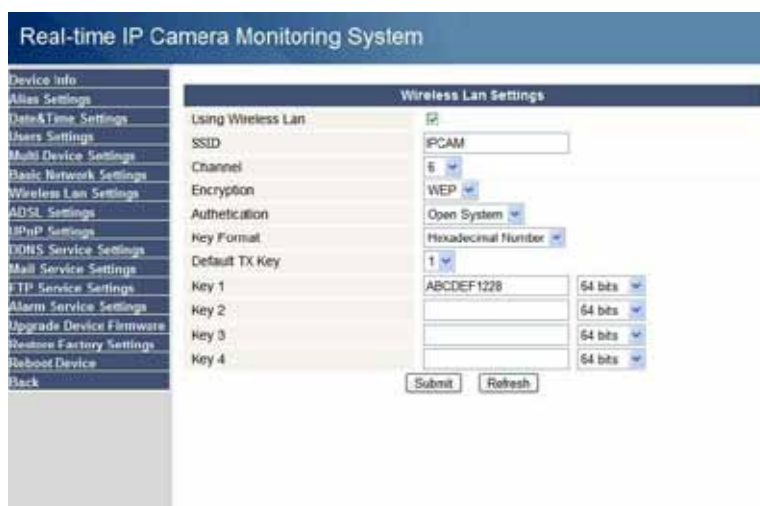 Real-time IP Camera Monitoring System
Device Info
Alias Settings
Date&Time Settings
Users Settings
Multi Device Settings
Basic Network Settings
Wireless Lan Settings
ADSL Settings
UPnP Settings
DDNS Service Settings
Mail Service Settings
FTP Service Settings
Alarm Service Settings
Upgrade Device Firmware
Restore Factory Settings
Reboot Device
Back
Wireless Lan Settings
Using Wireless Lan
SSID IPCAM
Channel 6
Encryption WEP
Authetication Open System
Key Format Hexadecimal Number
Default TX Key 1
Key 1 ABCDEF1228 64 bits
Key 2 64 bits
Key 3 64 bits
Key 4 64 bits
Submit Refresh